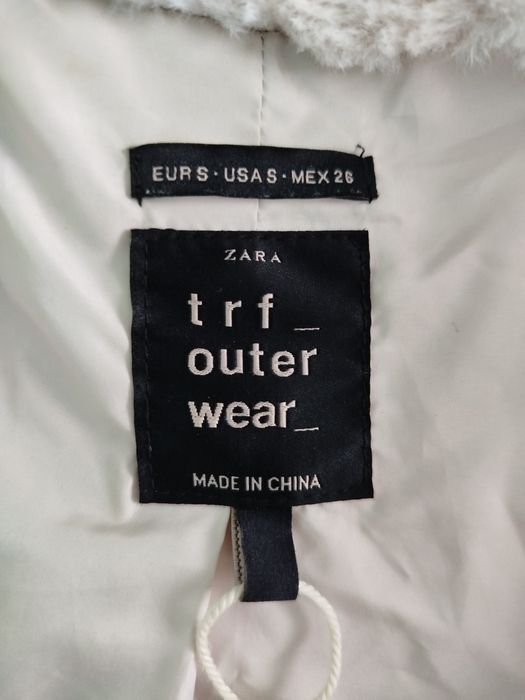 EUR S · USA S · MEX 26
ZARA
trf_
outer
wear_
MADE IN CHINA